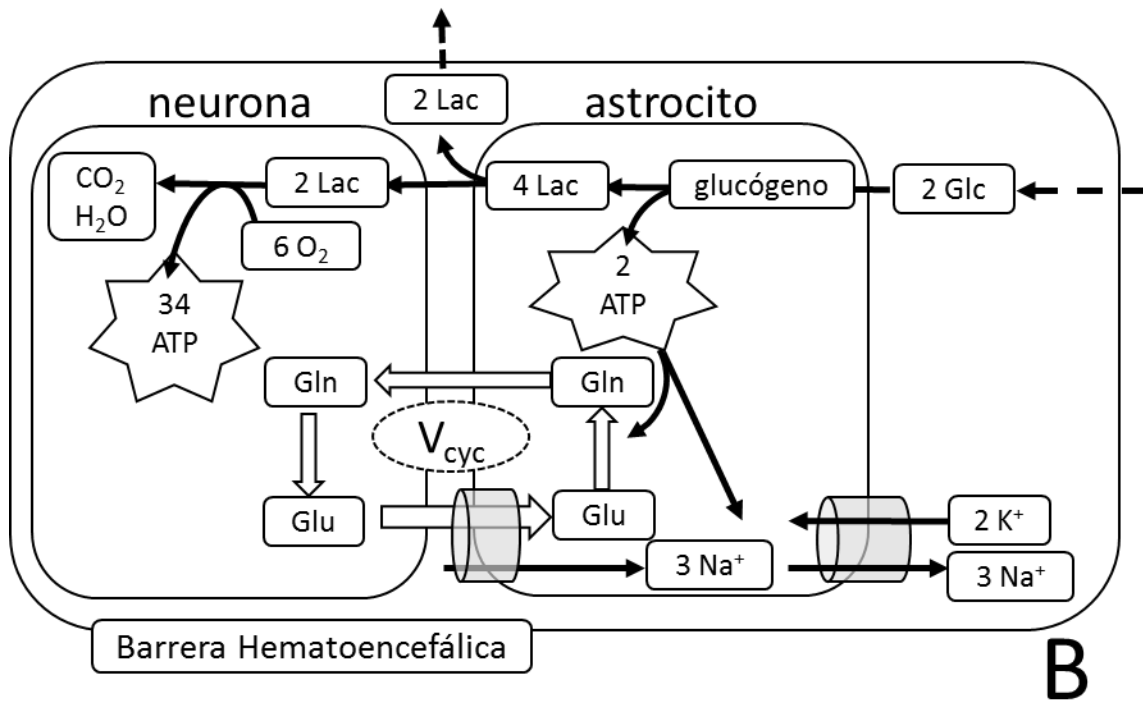 2 Lac
neurona
astrocito
CO₂
H₂O
2 Lac
4 Lac
glucógeno
2 Glc
6 O₂
34
ATP
2
ATP
Gln
Gln
Vcyc
Glu
Glu
2 K⁺
3 Na⁺
3 Na⁺
Barrera Hematoencefálica
B